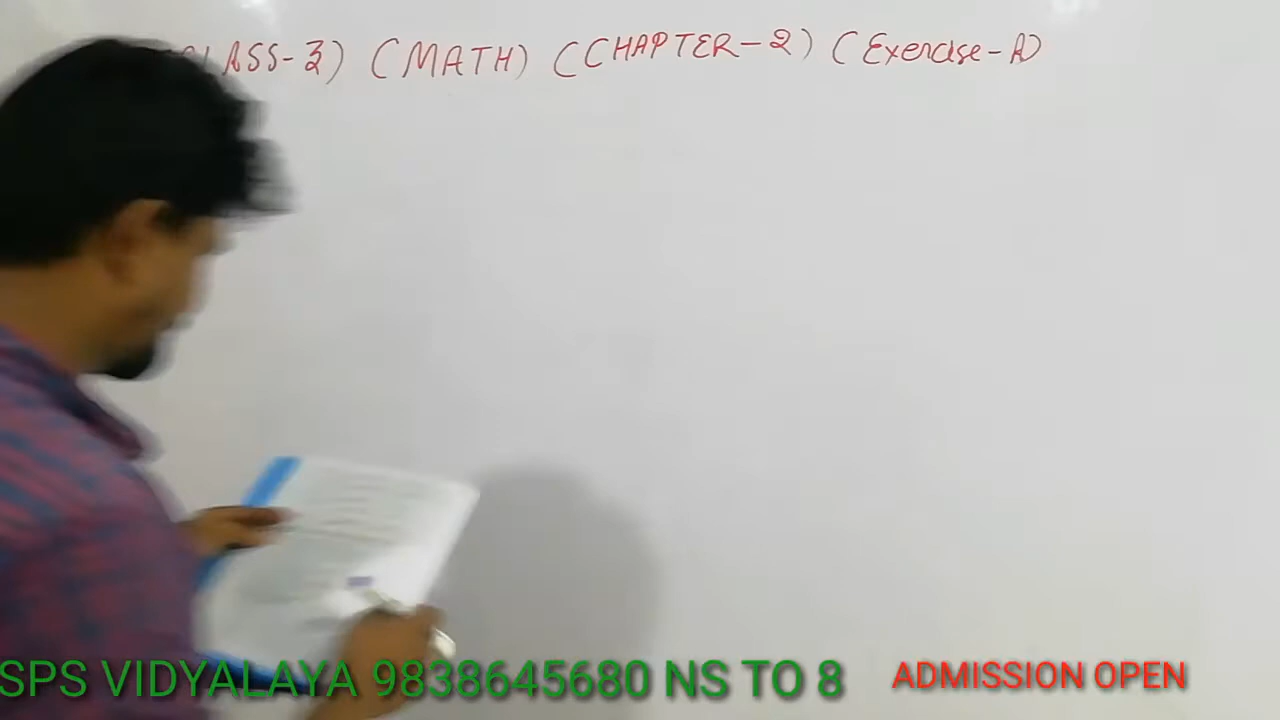 LASS-3) (MATH) (CHAPTER-2) (Exercise-A)
SPS VIDYALAYA 9838645680 NS TO 8 ADMISSION OPEN